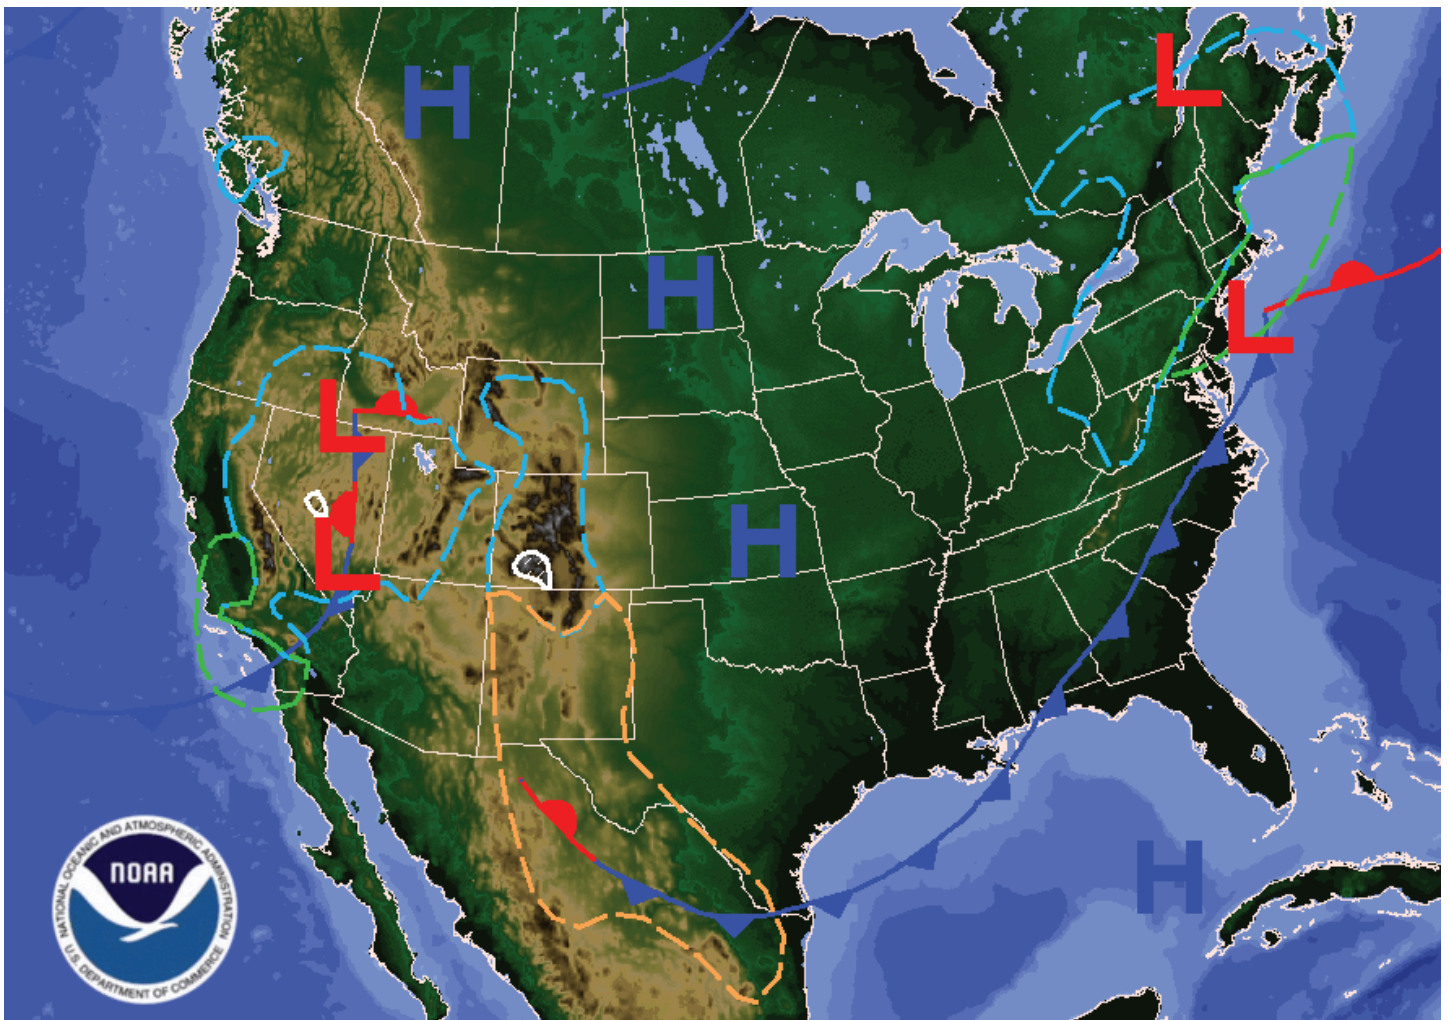 L
H
H
L
L
H
L
H
NOAA
NATIONAL OCEANIC AND ATMOSPHERIC ADMINISTRATION
U.S. DEPARTMENT OF COMMERCE